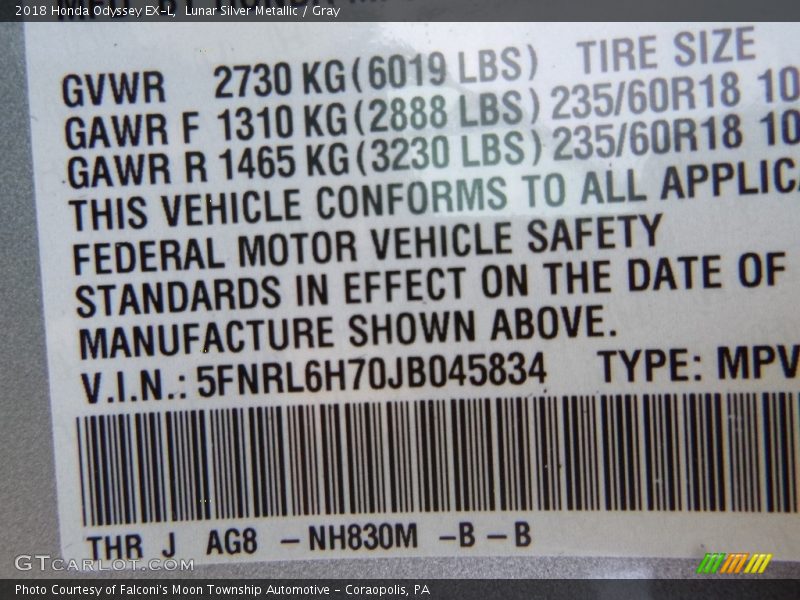 2018 Honda Odyssey EX-L, Lunar Silver Metallic / Gray
GVWR 2730 KG (6019 LBS) TIRE SIZE
GAWR F 1310 KG (2888 LBS) 235/60R18 10
GAWR R 1465 KG (3230 LBS) 235/60R18 10
THIS VEHICLE CONFORMS TO ALL APPLICA
FEDERAL MOTOR VEHICLE SAFETY
STANDARDS IN EFFECT ON THE DATE OF
MANUFACTURE SHOWN ABOVE.
V.I.N.: 5FNRL6H70JB045834 TYPE: MPV
THR J AG8 – NH830M – B – B
GTCARLOT.COM
Photo Courtesy of Falconi's Moon Township Automotive - Coraopolis, PA